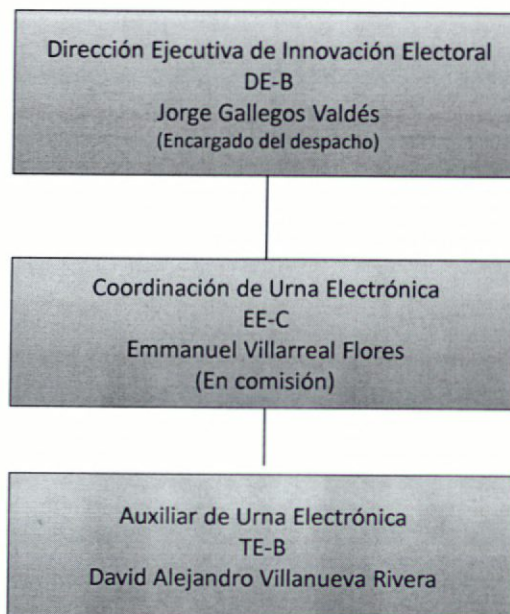 Dirección Ejecutiva de Innovación Electoral
DE-B
Jorge Gallegos Valdés
(Encargado del despacho)
Coordinación de Urna Electrónica
EE-C
Emmanuel Villarreal Flores
(En comisión)
Auxiliar de Urna Electrónica
TE-B
David Alejandro Villanueva Rivera